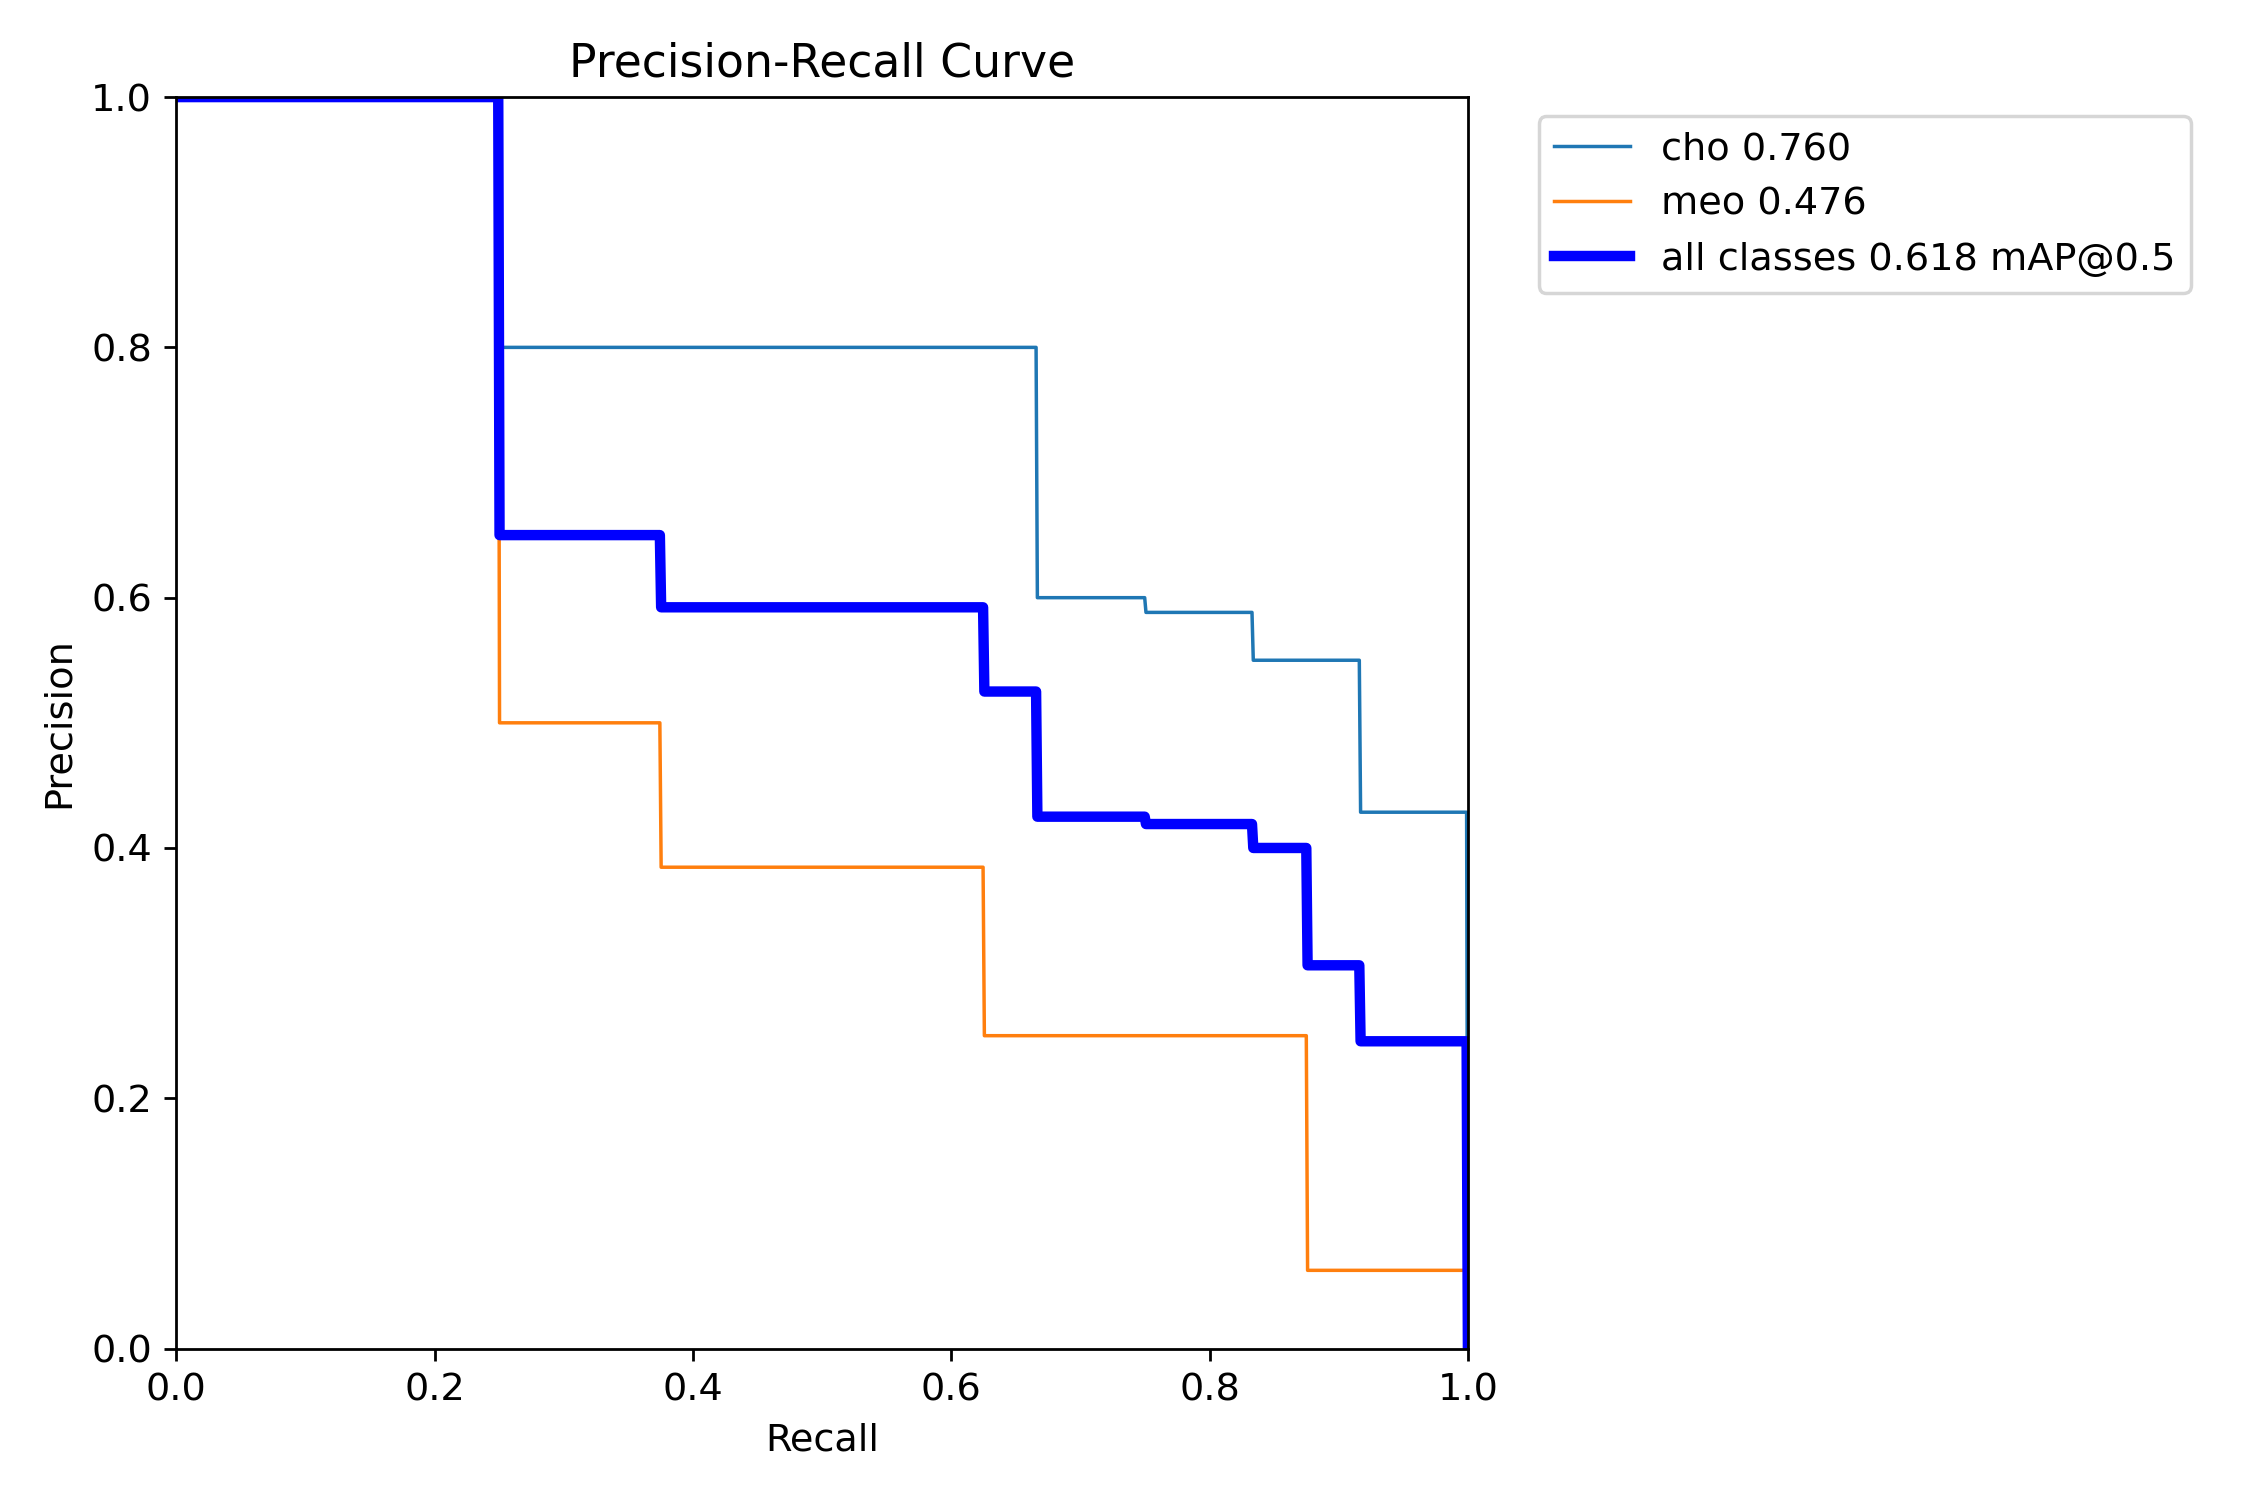 Precision-Recall Curve
cho 0.760
meo 0.476
all classes 0.618 mAP@0.5
Precision
1.0
0.8
0.6
0.4
0.2
0.0
0.0 0.2 0.4 0.6 0.8 1.0
Recall